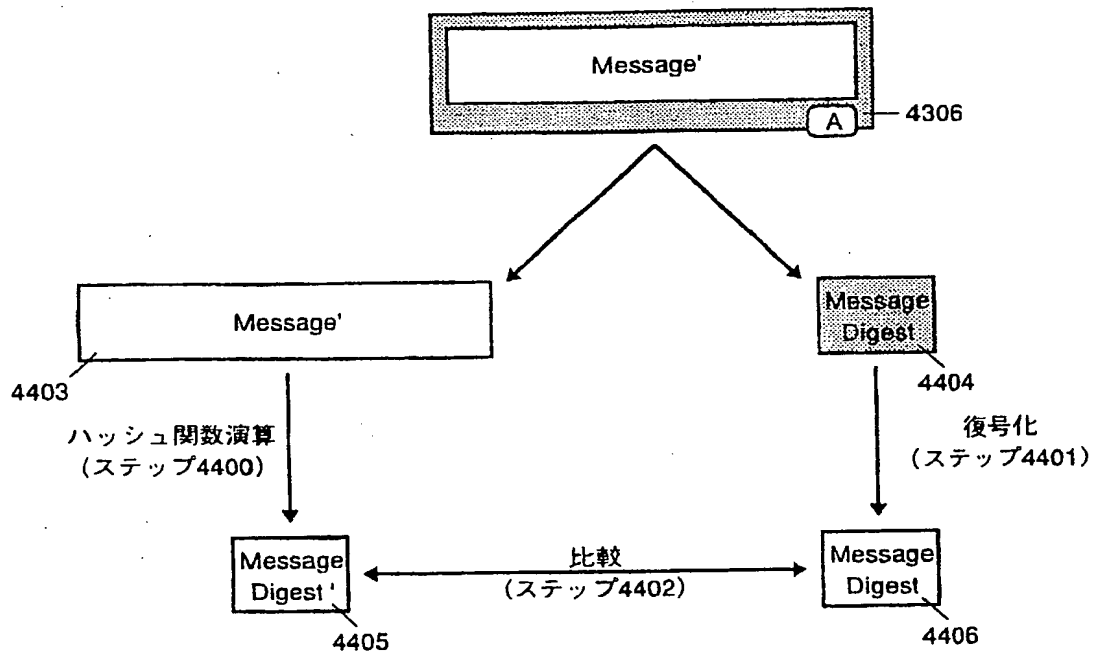 Message'
A
4306
Message'
4403
Message
Digest
4404
ハッシュ関数演算
(ステップ4400)
復号化
(ステップ4401)
Message
Digest'
4405
比較
(ステップ4402)
Message
Digest
4406